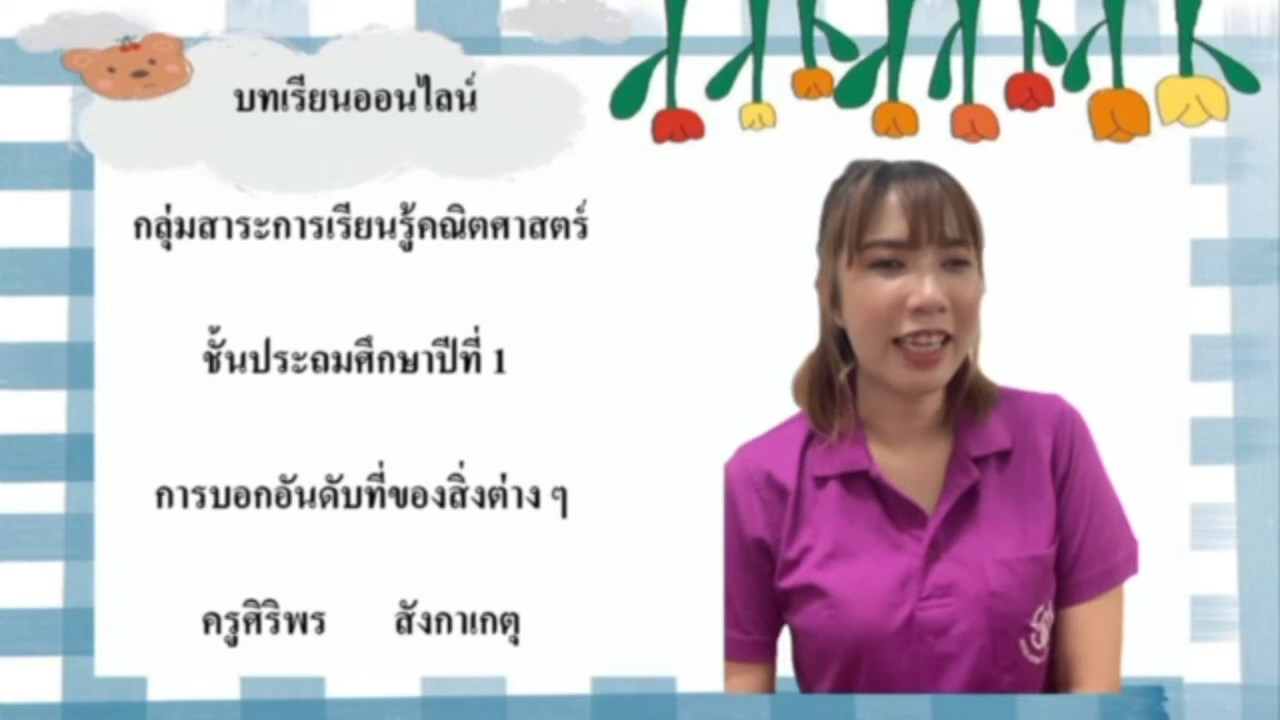 บทเรียนออนไลน์
กลุ่มสาระการเรียนรู้คณิตศาสตร์
ชั้นประถมศึกษาปีที่ 1
การบอกอันดับที่ของสิ่งต่าง ๆ
ครูศิริพร สังกาเกตุ